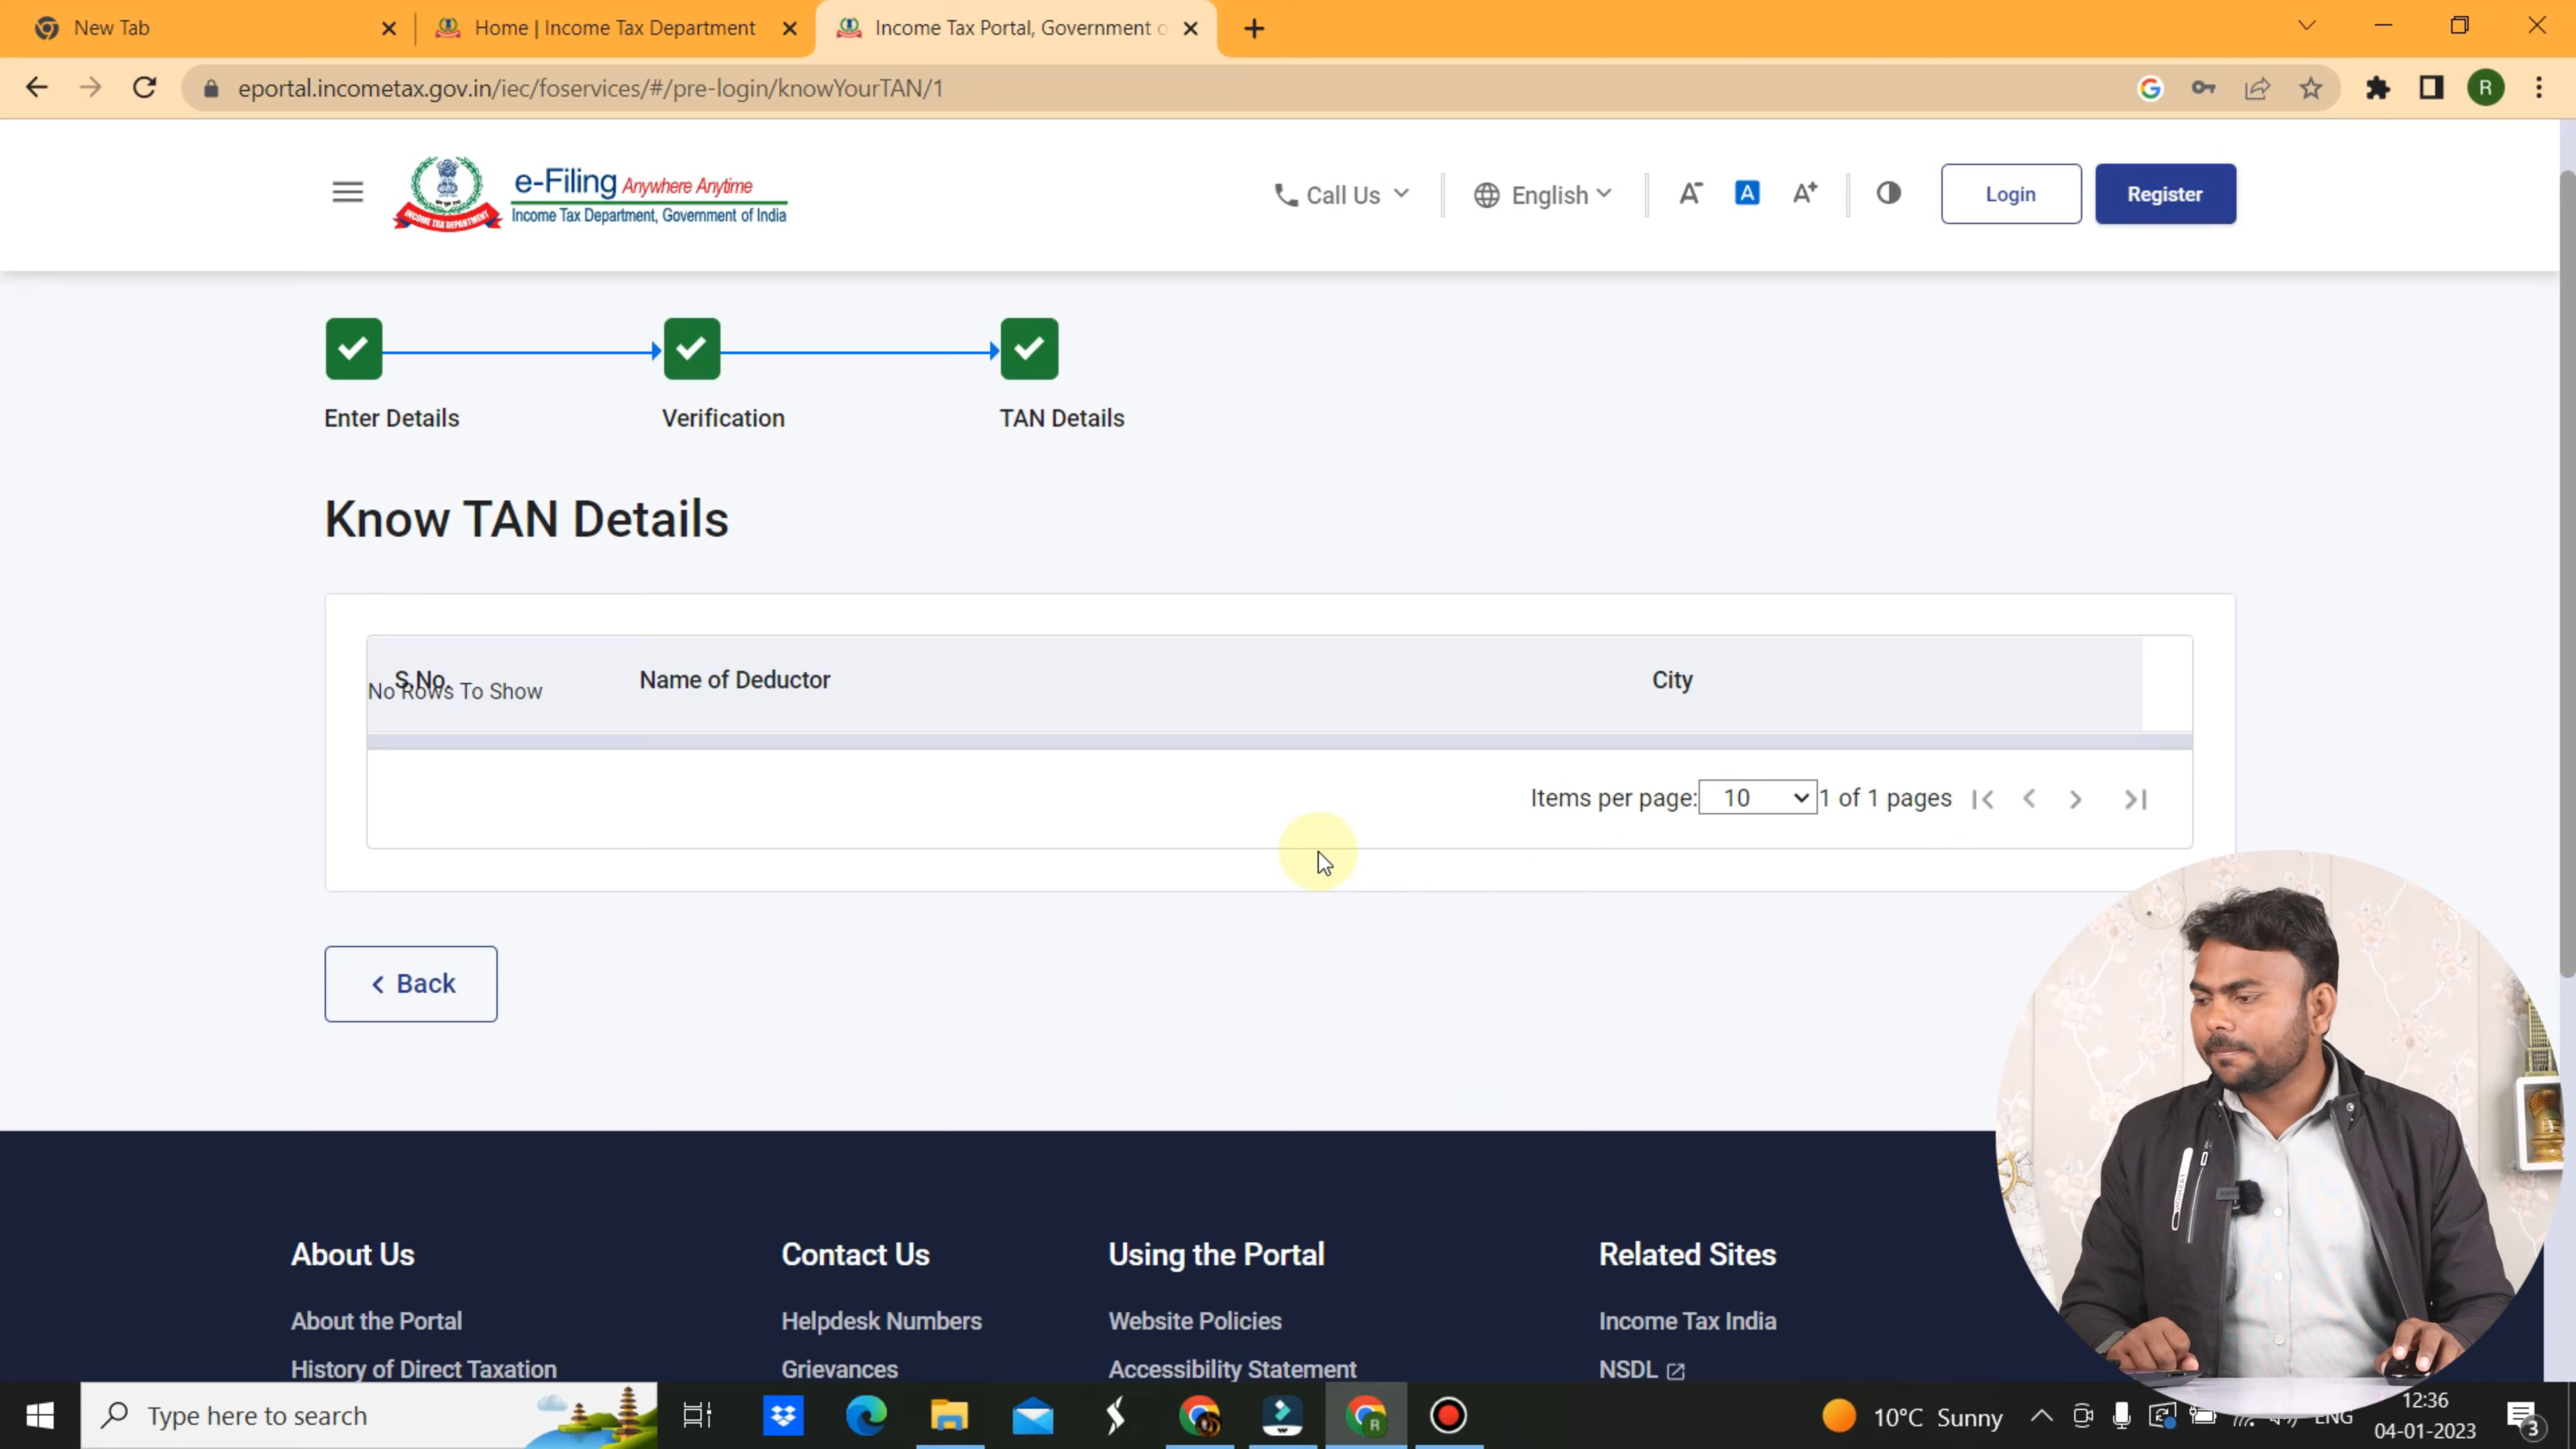 New Tab
Home | Income Tax Department
Income Tax Portal, Government o
eportal.incometax.gov.in/iec/foservices/#/pre-login/knowYourTAN/1
R
e-Filing Anywhere Anytime
Income Tax Department, Government of India
INCOME TAX DEPARTMENT
Call Us
English
A-
A
A+
Login
Register
Enter Details
Verification
TAN Details
Know TAN Details
S.No.
Name of Deductor
City
No Rows To Show
Items per page: 10
1 of 1 pages
Back
About Us
Contact Us
Using the Portal
Related Sites
About the Portal
Helpdesk Numbers
Website Policies
Income Tax India
History of Direct Taxation
Grievances
Accessibility Statement
NSDL
Type here to search
R
10°C Sunny
ENG
12:36
04-01-2023
3